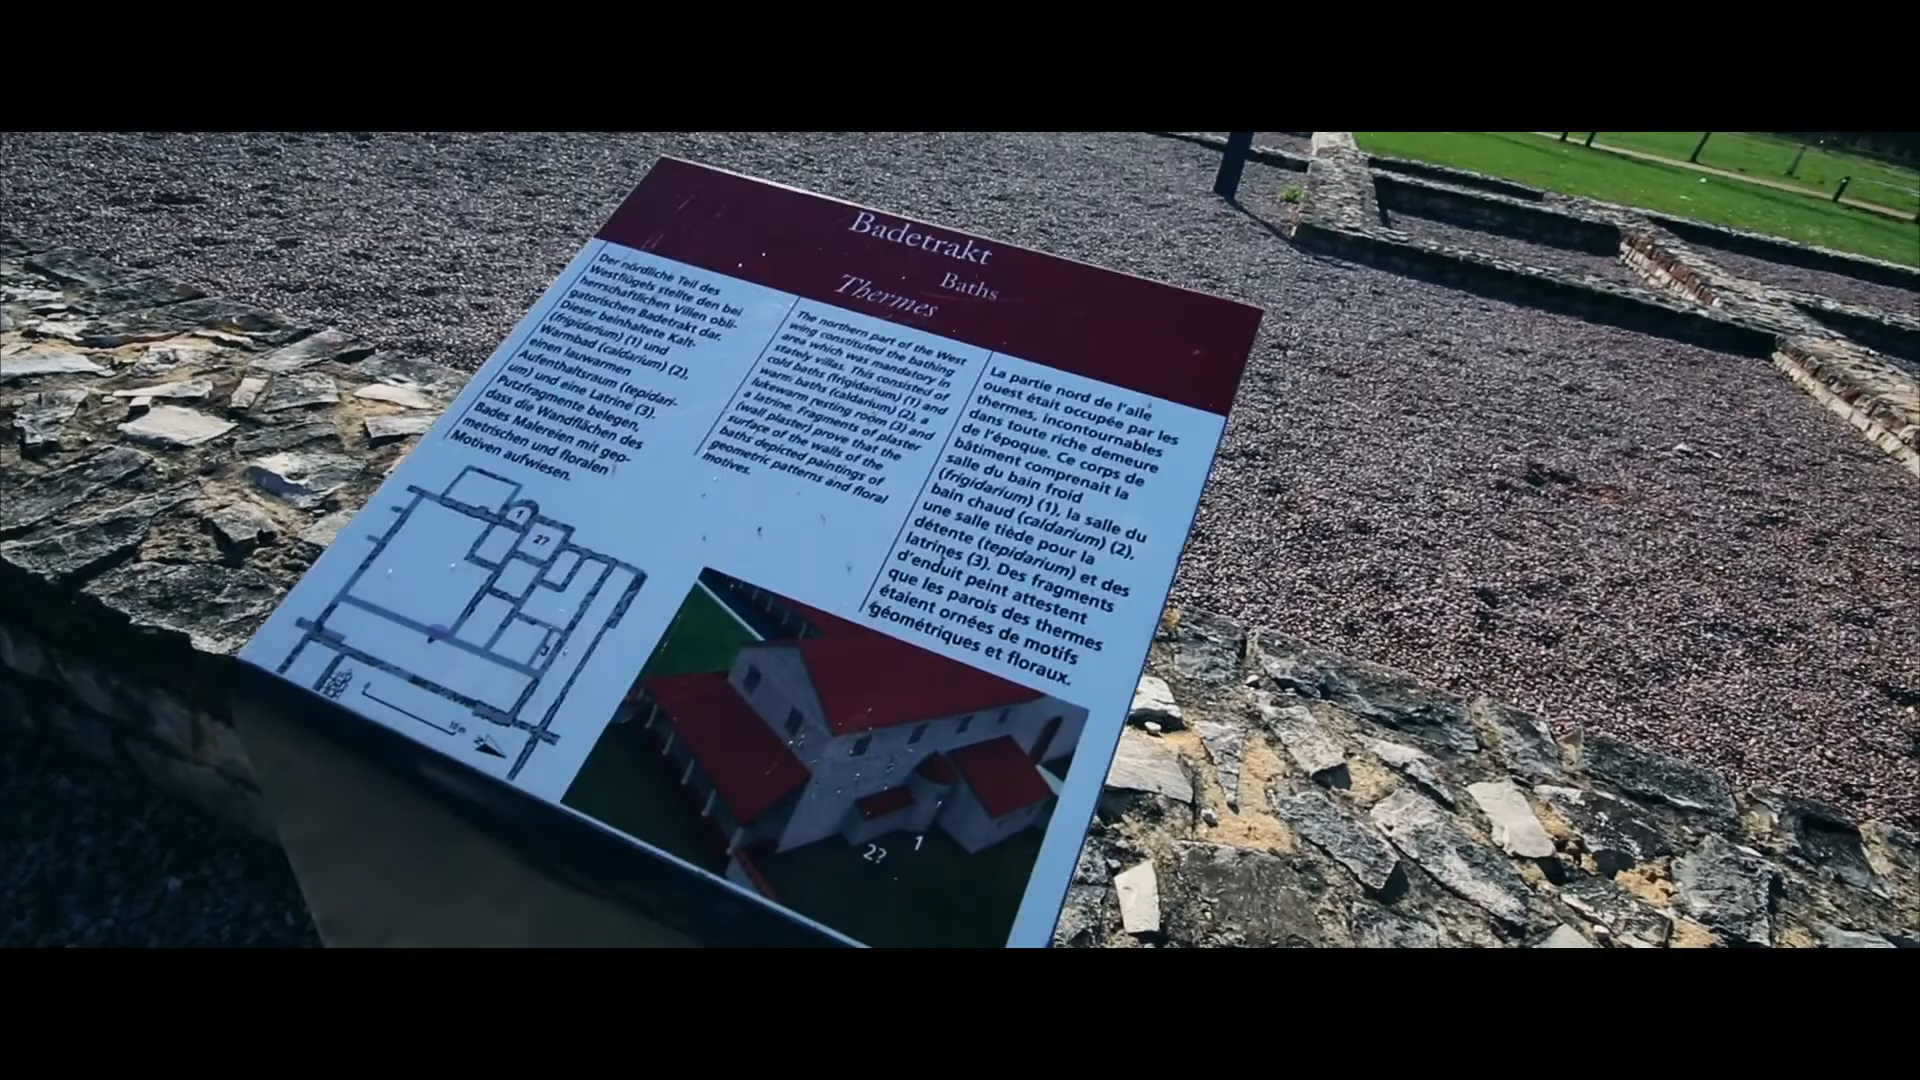 Badetrakt
Baths
Thermes
Der nördliche Teil des
Westflügels stellte den bei
herrschaftlichen Villen obli-
gatorischen Badetrakt dar.
Dieser beinhaltete Kalt-
(frigidarium) (1) und
Warmbad (caldarium) (2),
einen lauwarmen
Aufenthaltsraum (tepidari-
um) und eine Latrine (3).
Putzfragmente belegen,
dass die Wandflächen des
Bades Malereien mit geo-
metrischen und floralen
Motiven aufwiesen.
The northern part of the West
wing constituted the bathing
area which was mandatory in
stately villas. This consisted of
cold baths (frigidarium) (1) and
warm baths (caldarium) (2), a
lukewarm resting room (3) and
a latrine. Fragments of plaster
(wall plaster) prove that the
surface of the walls of the
baths depicted paintings of
geometric patterns and floral
motives.
La partie nord de l'aile
ouest était occupée par les
thermes, incontournables
dans toute riche demeure
de l'époque. Ce corps de
bâtiment comprenait la
salle du bain froid
(frigidarium) (1), la salle du
bain chaud (caldarium) (2),
une salle tiède pour la
détente (tepidarium) et des
latrines (3). Des fragments
d'enduit peint attestent
que les parois des thermes
étaient ornées de motifs
géométriques et floraux.
1
2?
3
0
10 m
2?
1